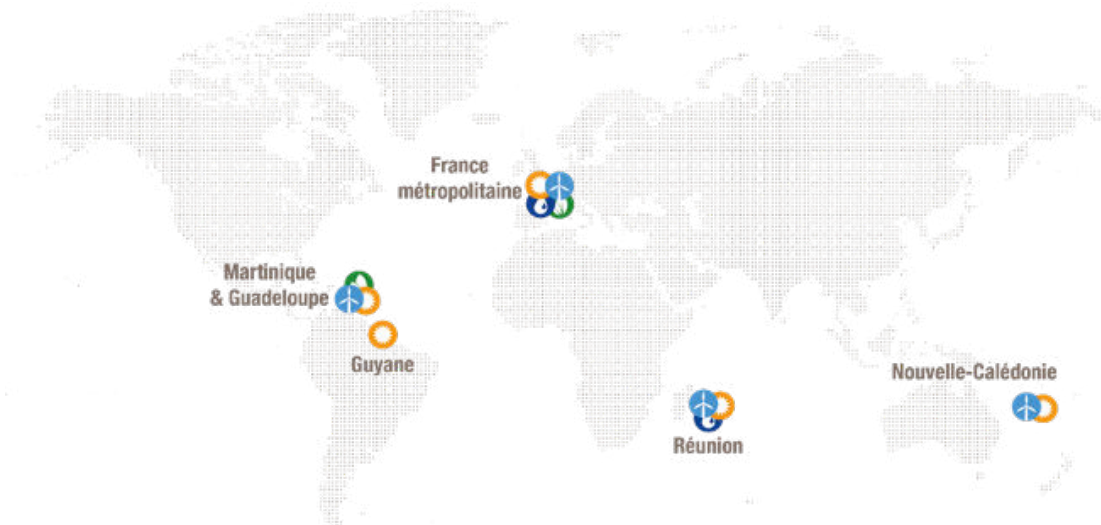 France
métropolitaine
Martinique
& Guadeloupe
Guyane
Nouvelle-Calédonie
Réunion